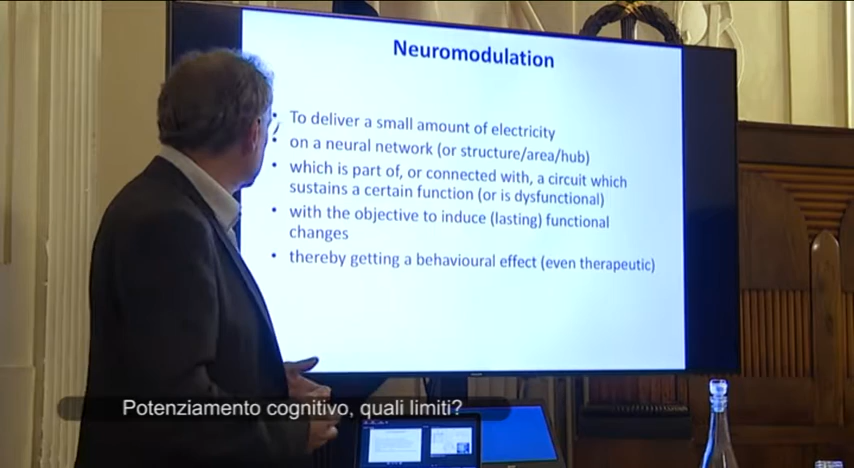 Neuromodulation
• To deliver a small amount of electricity
• on a neural network (or structure/area/hub)
• which is part of, or connected with, a circuit which
sustains a certain function (or is dysfunctional)
• with the objective to induce (lasting) functional
changes
• thereby getting a behavioural effect (even therapeutic)
Potenziamento cognitivo, quali limiti?